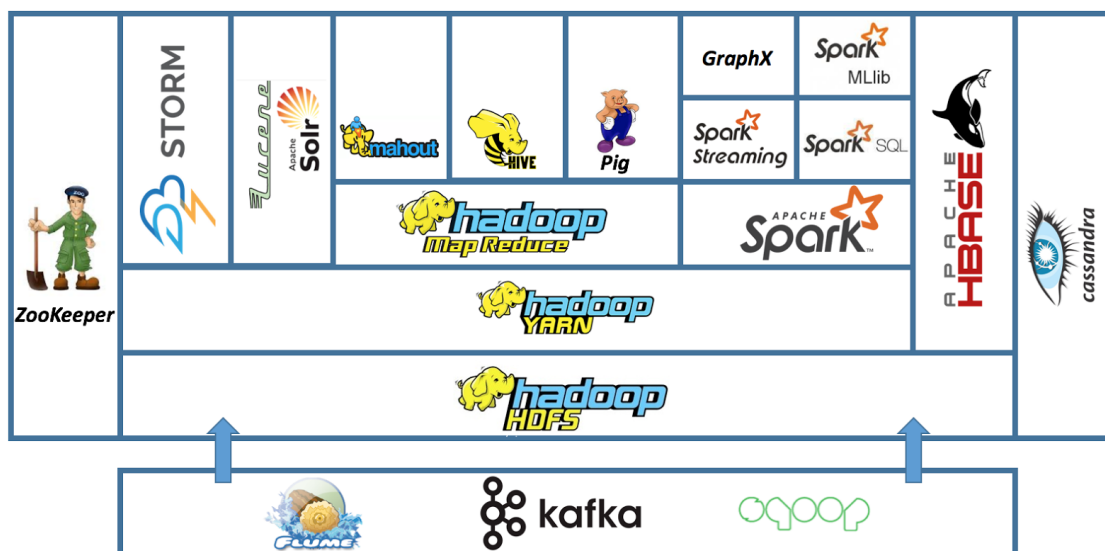 STORM
Lucene
Apache
Solr
mahout
HIVE
Pig
GraphX
Spark
MLlib
Spark
Streaming
Spark SQL
hadoop
Map Reduce
APACHE
Spark™
APACHE
HBASE
cassandra
ZooKeeper
hadoop
YARN
hadoop
HDFS
FLUME
kafka
sqoop